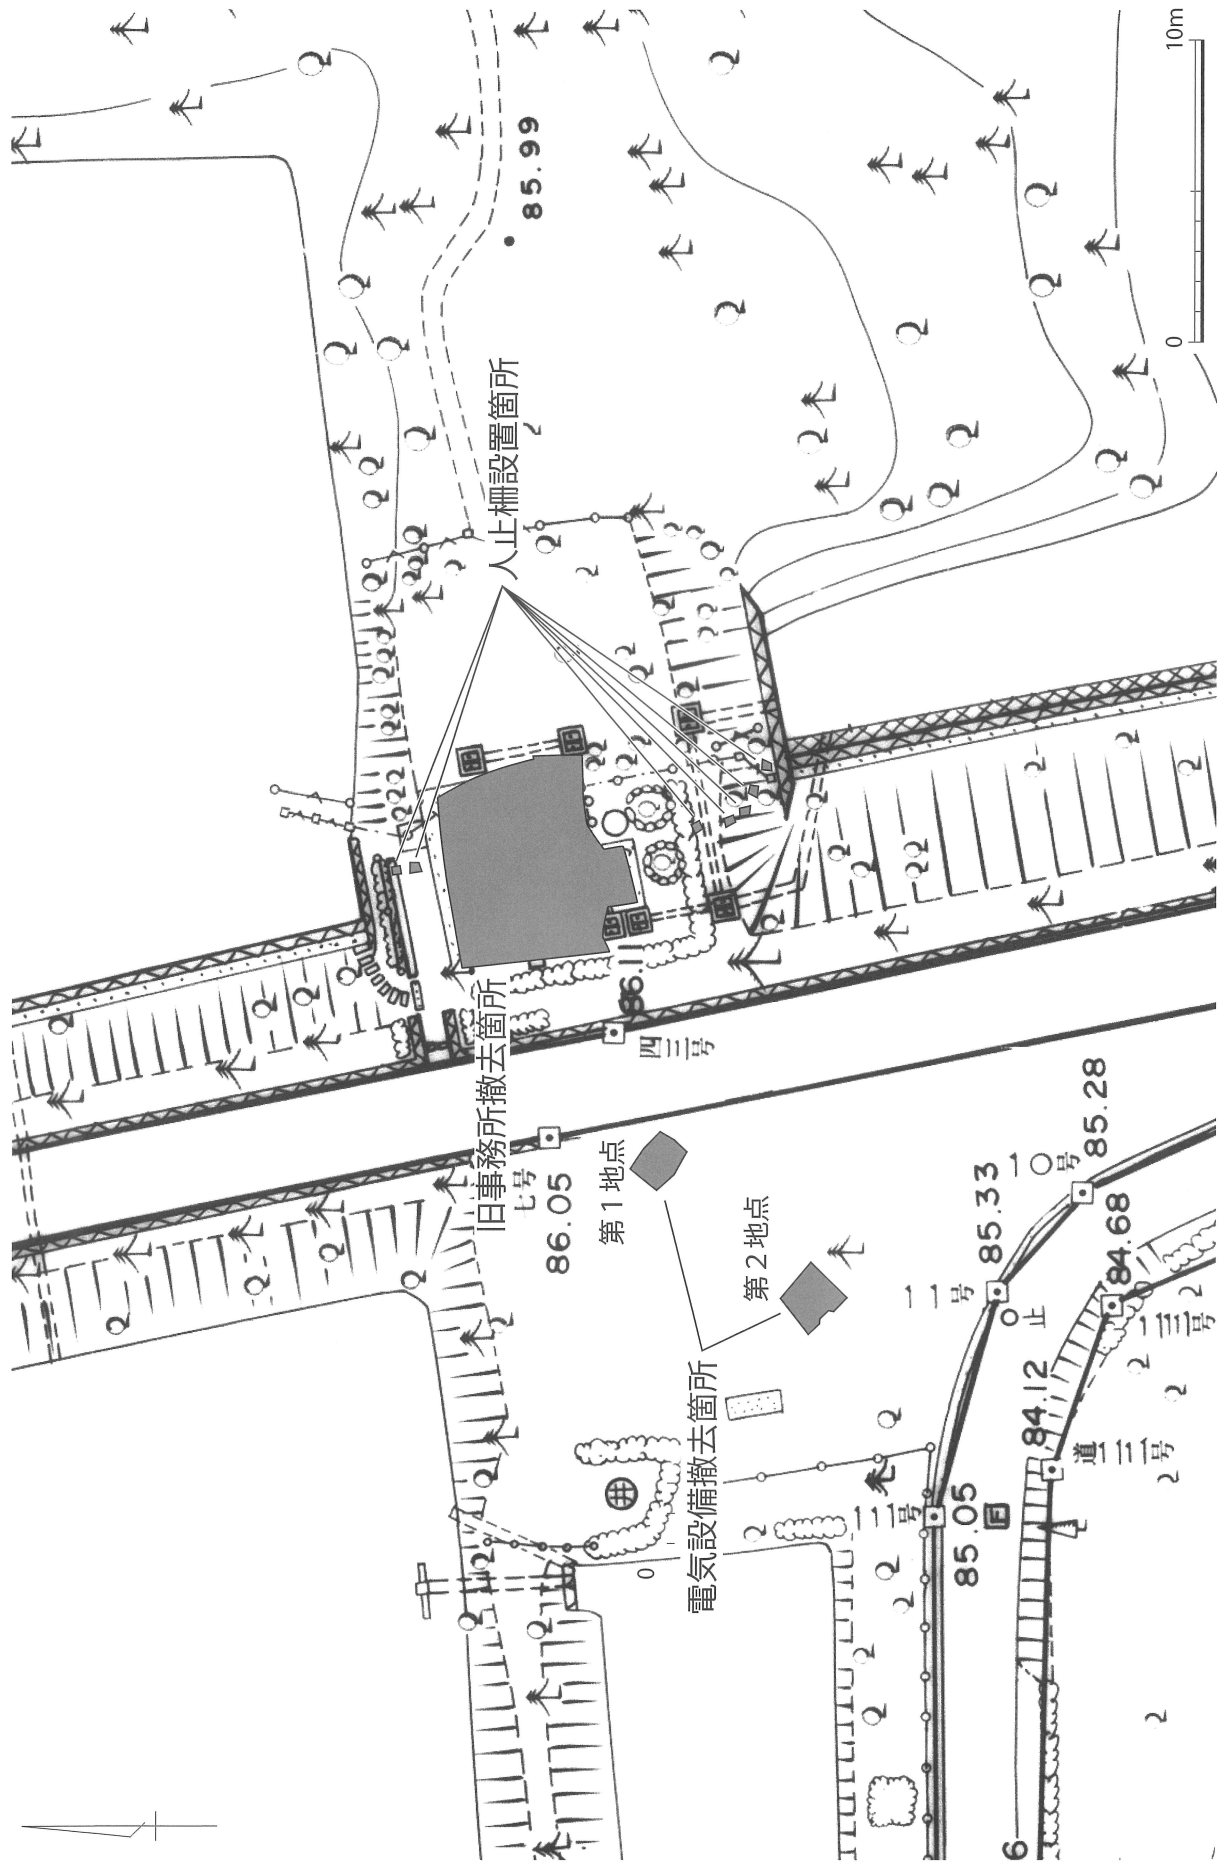 人止柵設置箇所
旧事務所撤去箇所
電気設備撤去箇所
第1地点
第2地点
85.99
86.11
四三号
七号
86.05
一〇号
85.28
一一号
85.33
止
84.68
一三号
84.12
道一三号
一二号
85.05
6
0
0
10m